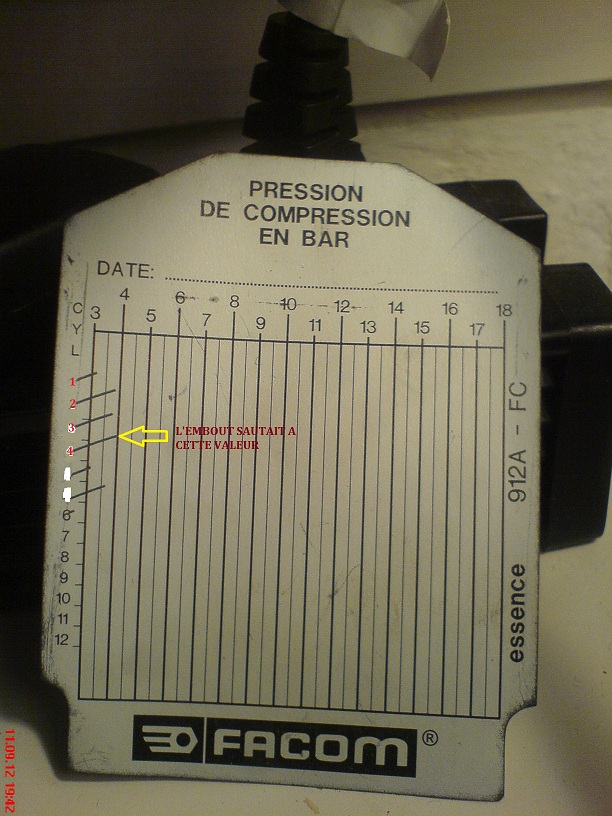 PRESSION
DE COMPRESSION
EN BAR
DATE:
4 6 8 10 12 14 16 18
3 5 7 9 11 13 15 17
C
Y
L
1
2
3
4
L'EMBOUT SAUTAIT A
CETTE VALEUR
6
7
8
9
10
11
12
essence 912A - FC
FACOM®
11.09.12 19:42